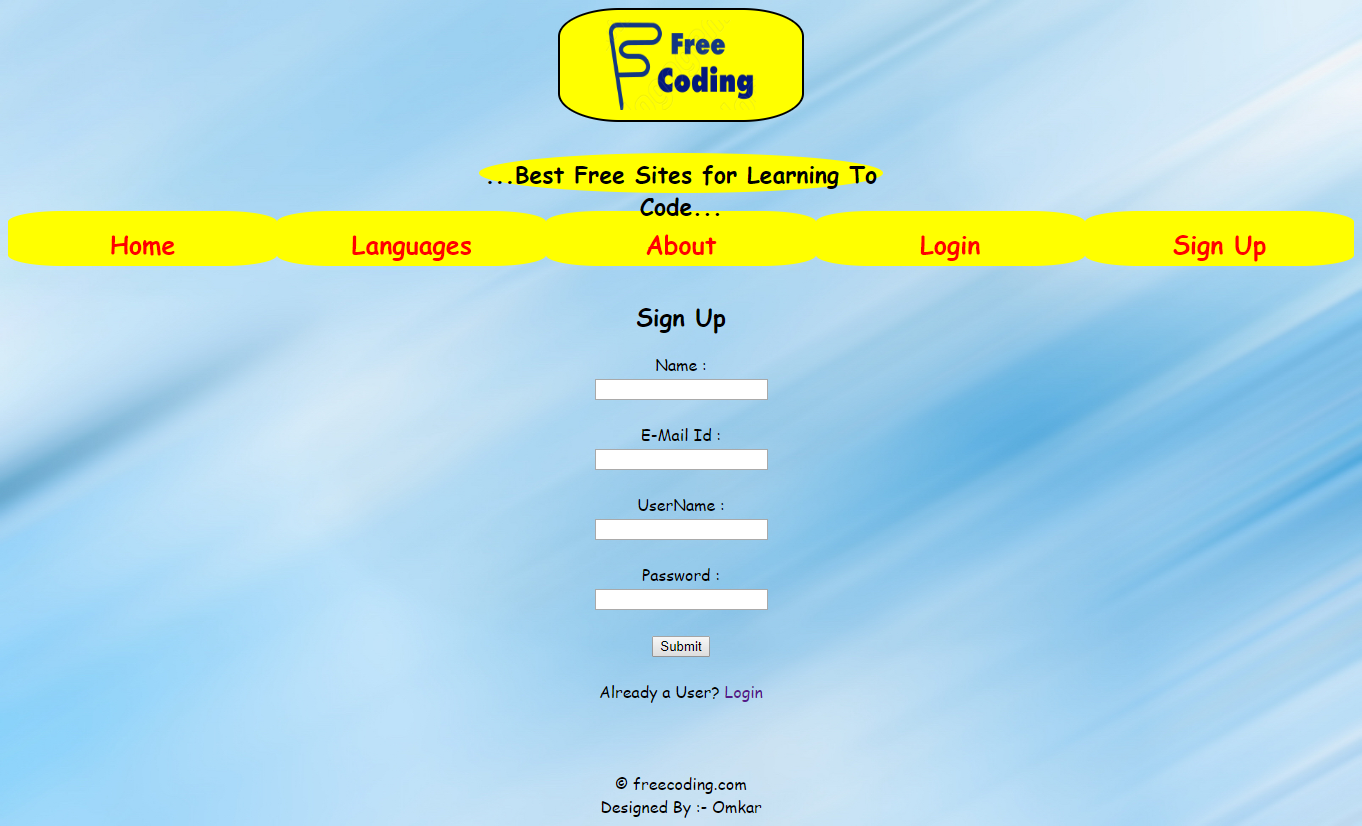 Free
Coding
...Best Free Sites for Learning To
Code...
Home Languages About Login Sign Up
Sign Up
Name :
E-Mail Id :
UserName :
Password :
Submit
Already a User? Login
© freecoding.com
Designed By :- Omkar